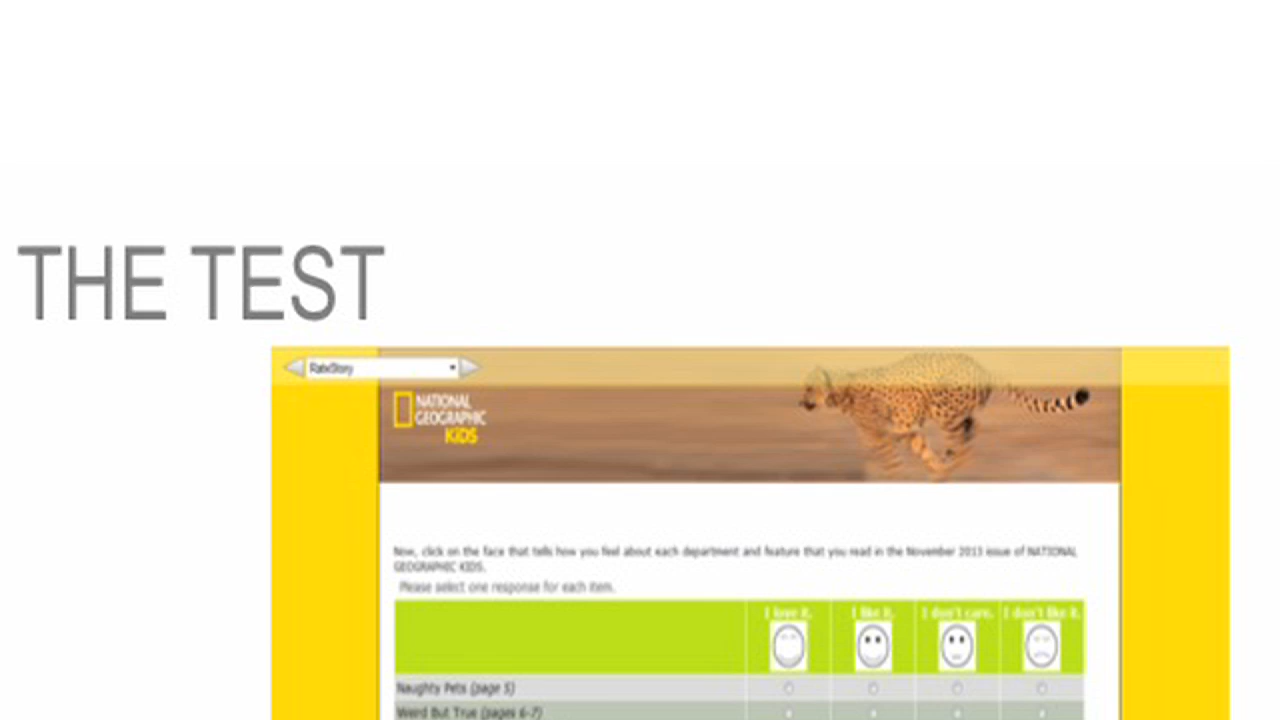 THE TEST
RateStory
NATIONAL
GEOGRAPHIC
KiDS
Now, click on the face that tells how you feel about each department and feature that you read in the November 2013 issue of NATIONAL
GEOGRAPHIC KIDS.
Please select one response for each item.
I love it. I like it. I don't care. I don't like it.
Naughty Pets (page 5)
Weird But True (pages 6-7)